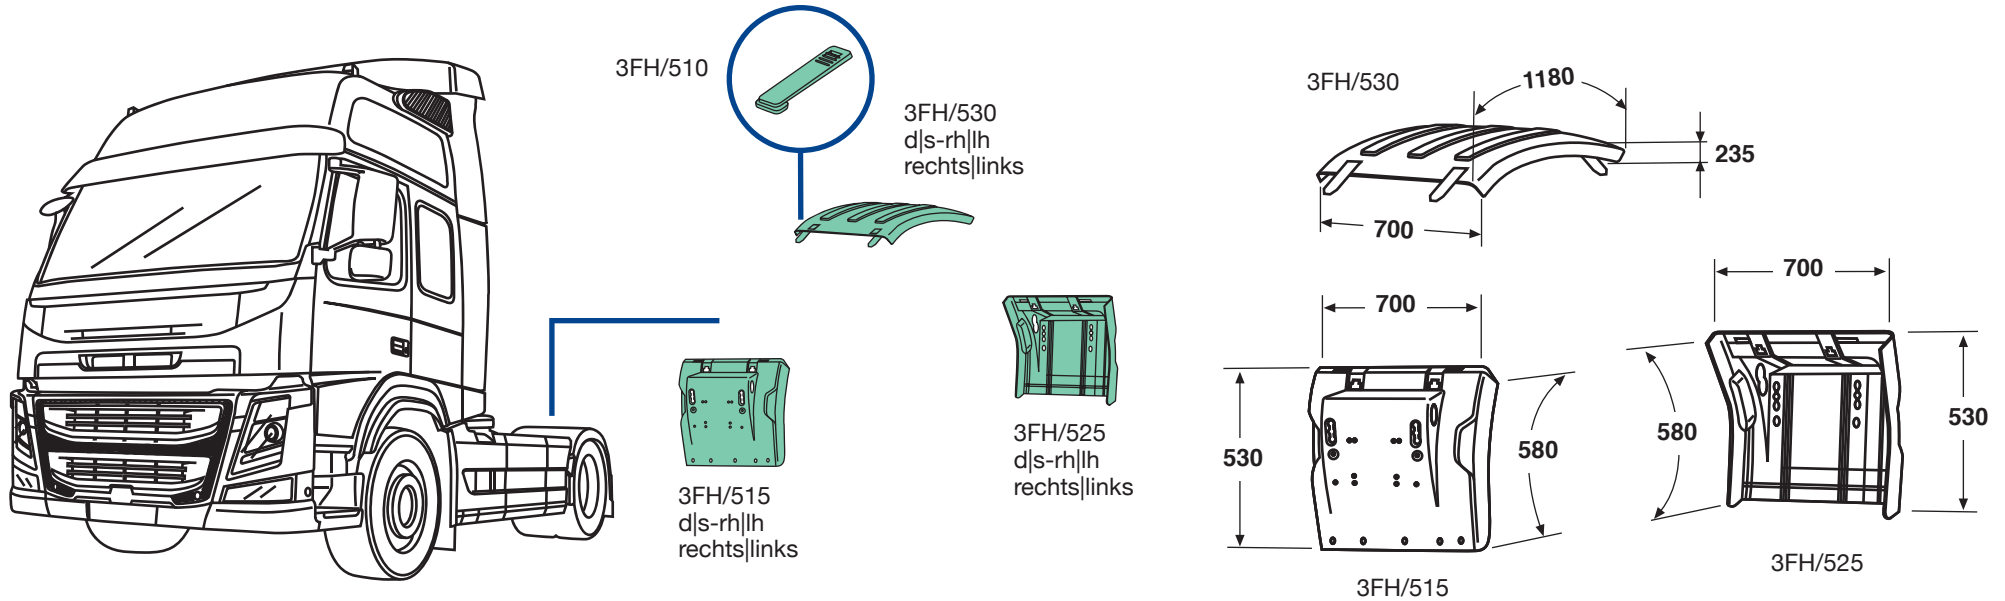 3FH/510
3FH/530
d|s-rh|lh
rechts|links
3FH/515
d|s-rh|lh
rechts|links
3FH/525
d|s-rh|lh
rechts|links
3FH/530
1180
235
700
700
530
580
3FH/515
700
580
530
3FH/525